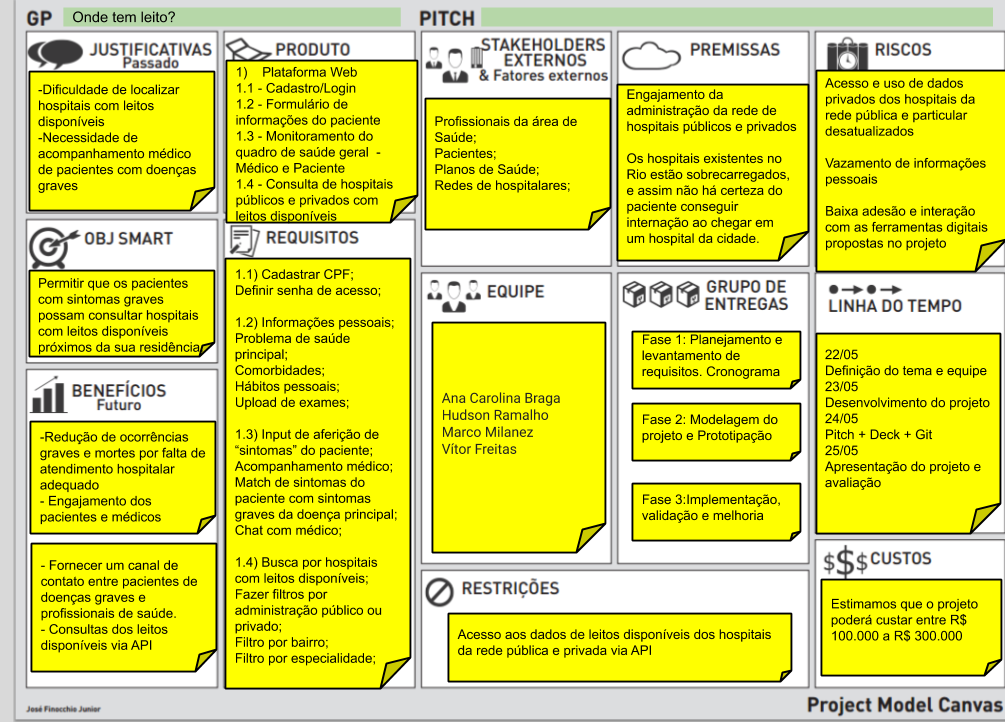 GP
Onde tem leito?
PITCH
JUSTIFICATIVAS
Passado
-Dificuldade de localizar
hospitais com leitos
disponíveis
-Necessidade de
acompanhamento médico
de pacientes com doenças
graves
OBJ SMART
Permitir que os pacientes
com sintomas graves
possam consultar hospitais
com leitos disponíveis
próximos da sua residência
BENEFÍCIOS
Futuro
-Redução de ocorrências
graves e mortes por falta de
atendimento hospitalar
adequado
- Engajamento dos
pacientes e médicos
- Fornecer um canal de
contato entre pacientes de
doenças graves e
profissionais de saúde.
- Consultas dos leitos
disponíveis via API
PRODUTO
1) Plataforma Web
1.1 - Cadastro/Login
1.2 - Formulário de
informações do paciente
1.3 - Monitoramento do
quadro de saúde geral -
Médico e Paciente
1.4 - Consulta de hospitais
públicos e privados com
leitos disponíveis
REQUISITOS
1.1) Cadastrar CPF;
Definir senha de acesso;
1.2) Informações pessoais;
Problema de saúde
principal;
Comorbidades;
Hábitos pessoais;
Upload de exames;
1.3) Input de aferição de
“sintomas” do paciente;
Acompanhamento médico;
Match de sintomas do
paciente com sintomas
graves da doença principal;
Chat com médico;
1.4) Busca por hospitais
com leitos disponíveis;
Fazer filtros por
administração público ou
privado;
Filtro por bairro;
Filtro por especialidade;
STAKEHOLDERS
EXTERNOS
& Fatores externos
Profissionais da área de
Saúde;
Pacientes;
Planos de Saúde;
Redes de hospitalares;
EQUIPE
Ana Carolina Braga
Hudson Ramalho
Marco Milanez
Vítor Freitas
PREMISSAS
Engajamento da
administração da rede de
hospitais públicos e privados
Os hospitais existentes no
Rio estão sobrecarregados,
e assim não há certeza do
paciente conseguir
internação ao chegar em
um hospital da cidade.
GRUPO DE
ENTREGAS
Fase 1: Planejamento e
levantamento de
requisitos. Cronograma
Fase 2: Modelagem do
projeto e Prototipação
Fase 3:Implementação,
validação e melhoria
RESTRIÇÕES
Acesso aos dados de leitos disponíveis dos hospitais
da rede pública e privada via API
RISCOS
Acesso e uso de dados
privados dos hospitais da
rede pública e particular
desatualizados
Vazamento de informações
pessoais
Baixa adesão e interação
com as ferramentas digitais
propostas no projeto
LINHA DO TEMPO
22/05
Definição do tema e equipe
23/05
Desenvolvimento do projeto
24/05
Pitch + Deck + Git
25/05
Apresentação do projeto e
avaliação
$$$ CUSTOS
Estimamos que o projeto
poderá custar entre R$
100.000 a R$ 300.000
José Finocchio Junior
Project Model Canvas